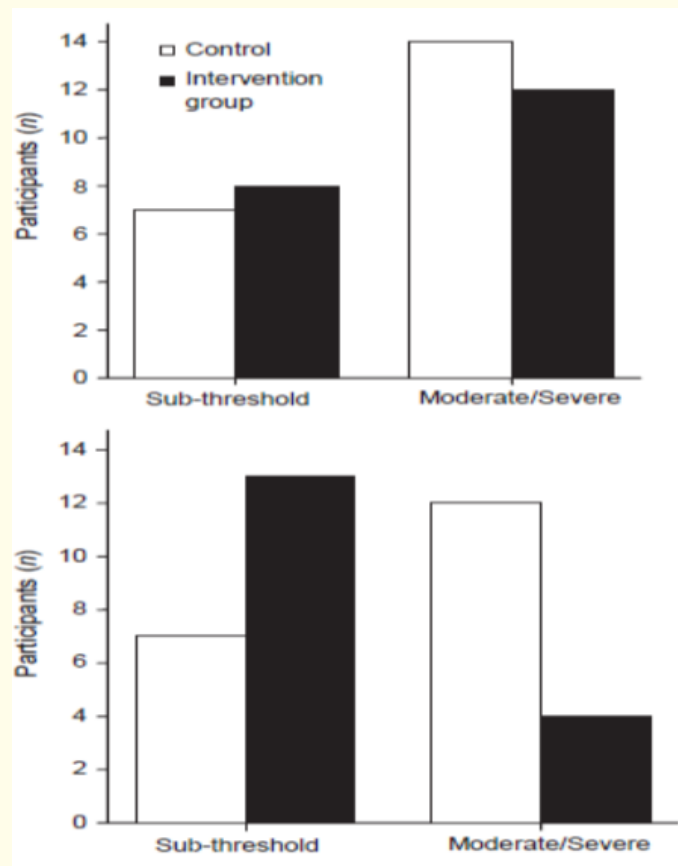 14
12
10
8
6
4
2
0
Participants (n)
Control
Intervention
group
Sub-threshold Moderate/Severe
14
12
10
8
6
4
2
0
Participants (n)
Sub-threshold Moderate/Severe